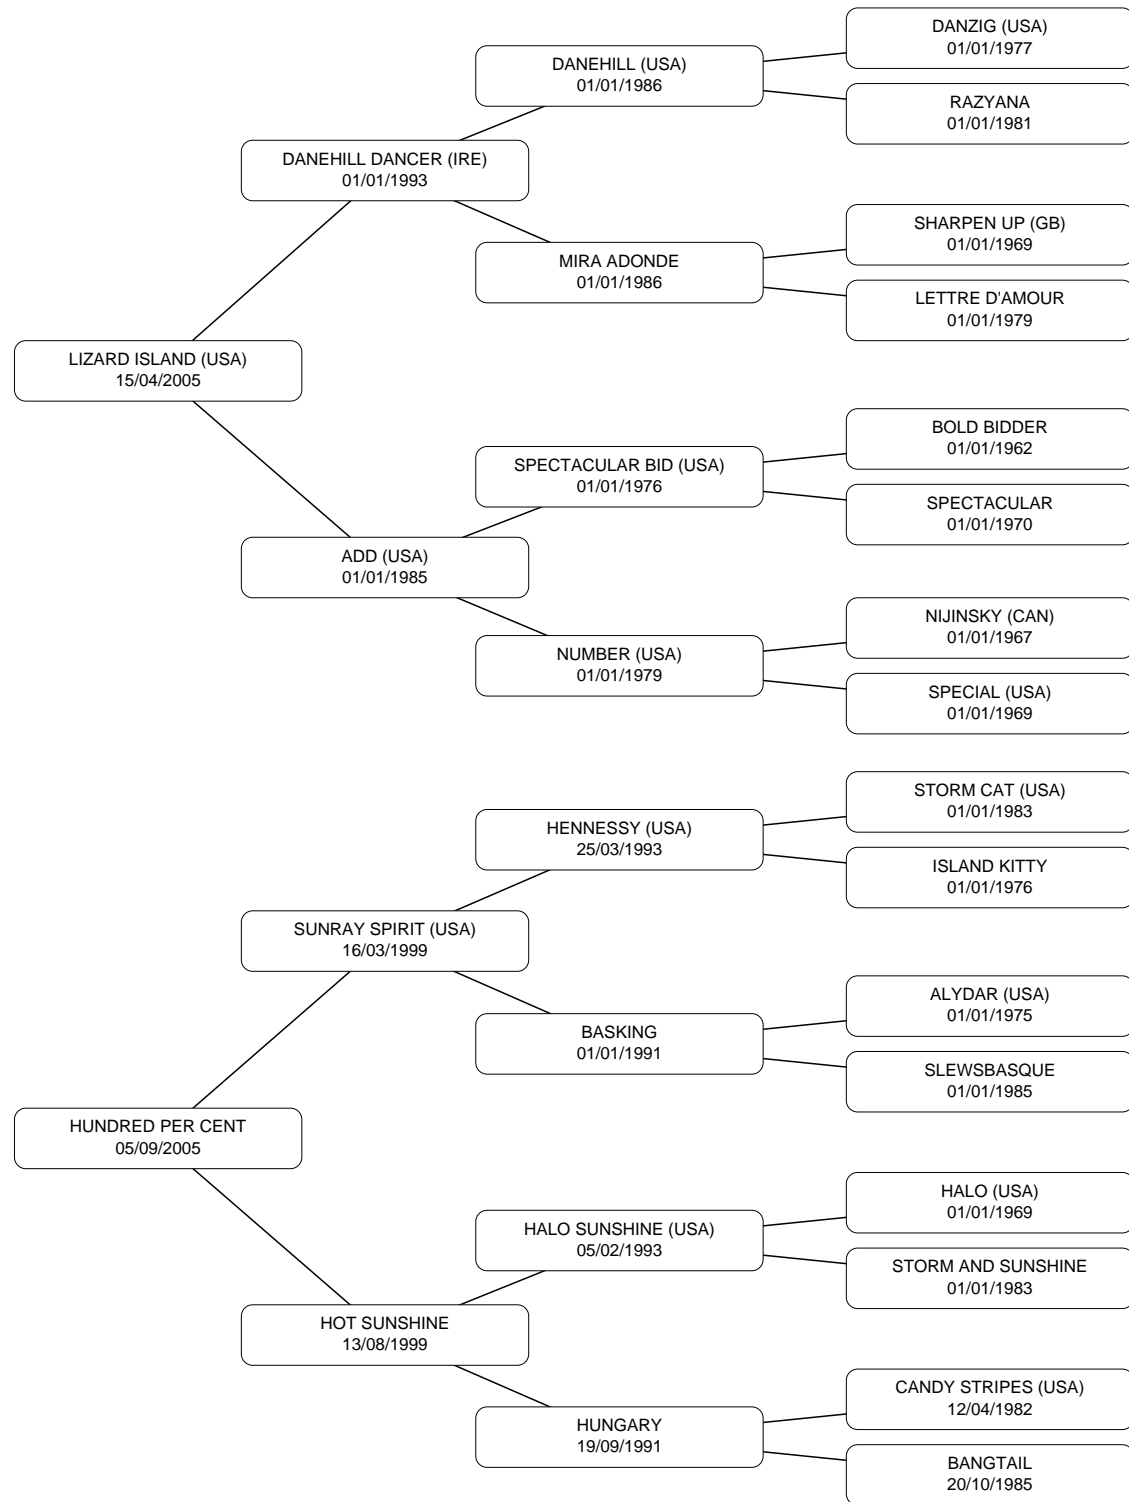 DANZIG (USA)
01/01/1977
DANEHILL (USA)
01/01/1986
RAZYANA
01/01/1981
DANEHILL DANCER (IRE)
01/01/1993
SHARPEN UP (GB)
01/01/1969
MIRA ADONDE
01/01/1986
LETTRE D'AMOUR
01/01/1979
LIZARD ISLAND (USA)
15/04/2005
BOLD BIDDER
01/01/1962
SPECTACULAR BID (USA)
01/01/1976
SPECTACULAR
01/01/1970
ADD (USA)
01/01/1985
NIJINSKY (CAN)
01/01/1967
NUMBER (USA)
01/01/1979
SPECIAL (USA)
01/01/1969
STORM CAT (USA)
01/01/1983
HENNESSY (USA)
25/03/1993
ISLAND KITTY
01/01/1976
SUNRAY SPIRIT (USA)
16/03/1999
ALYDAR (USA)
01/01/1975
BASKING
01/01/1991
SLEWSBASQUE
01/01/1985
HUNDRED PER CENT
05/09/2005
HALO (USA)
01/01/1969
HALO SUNSHINE (USA)
05/02/1993
STORM AND SUNSHINE
01/01/1983
HOT SUNSHINE
13/08/1999
CANDY STRIPES (USA)
12/04/1982
HUNGARY
19/09/1991
BANGTAIL
20/10/1985